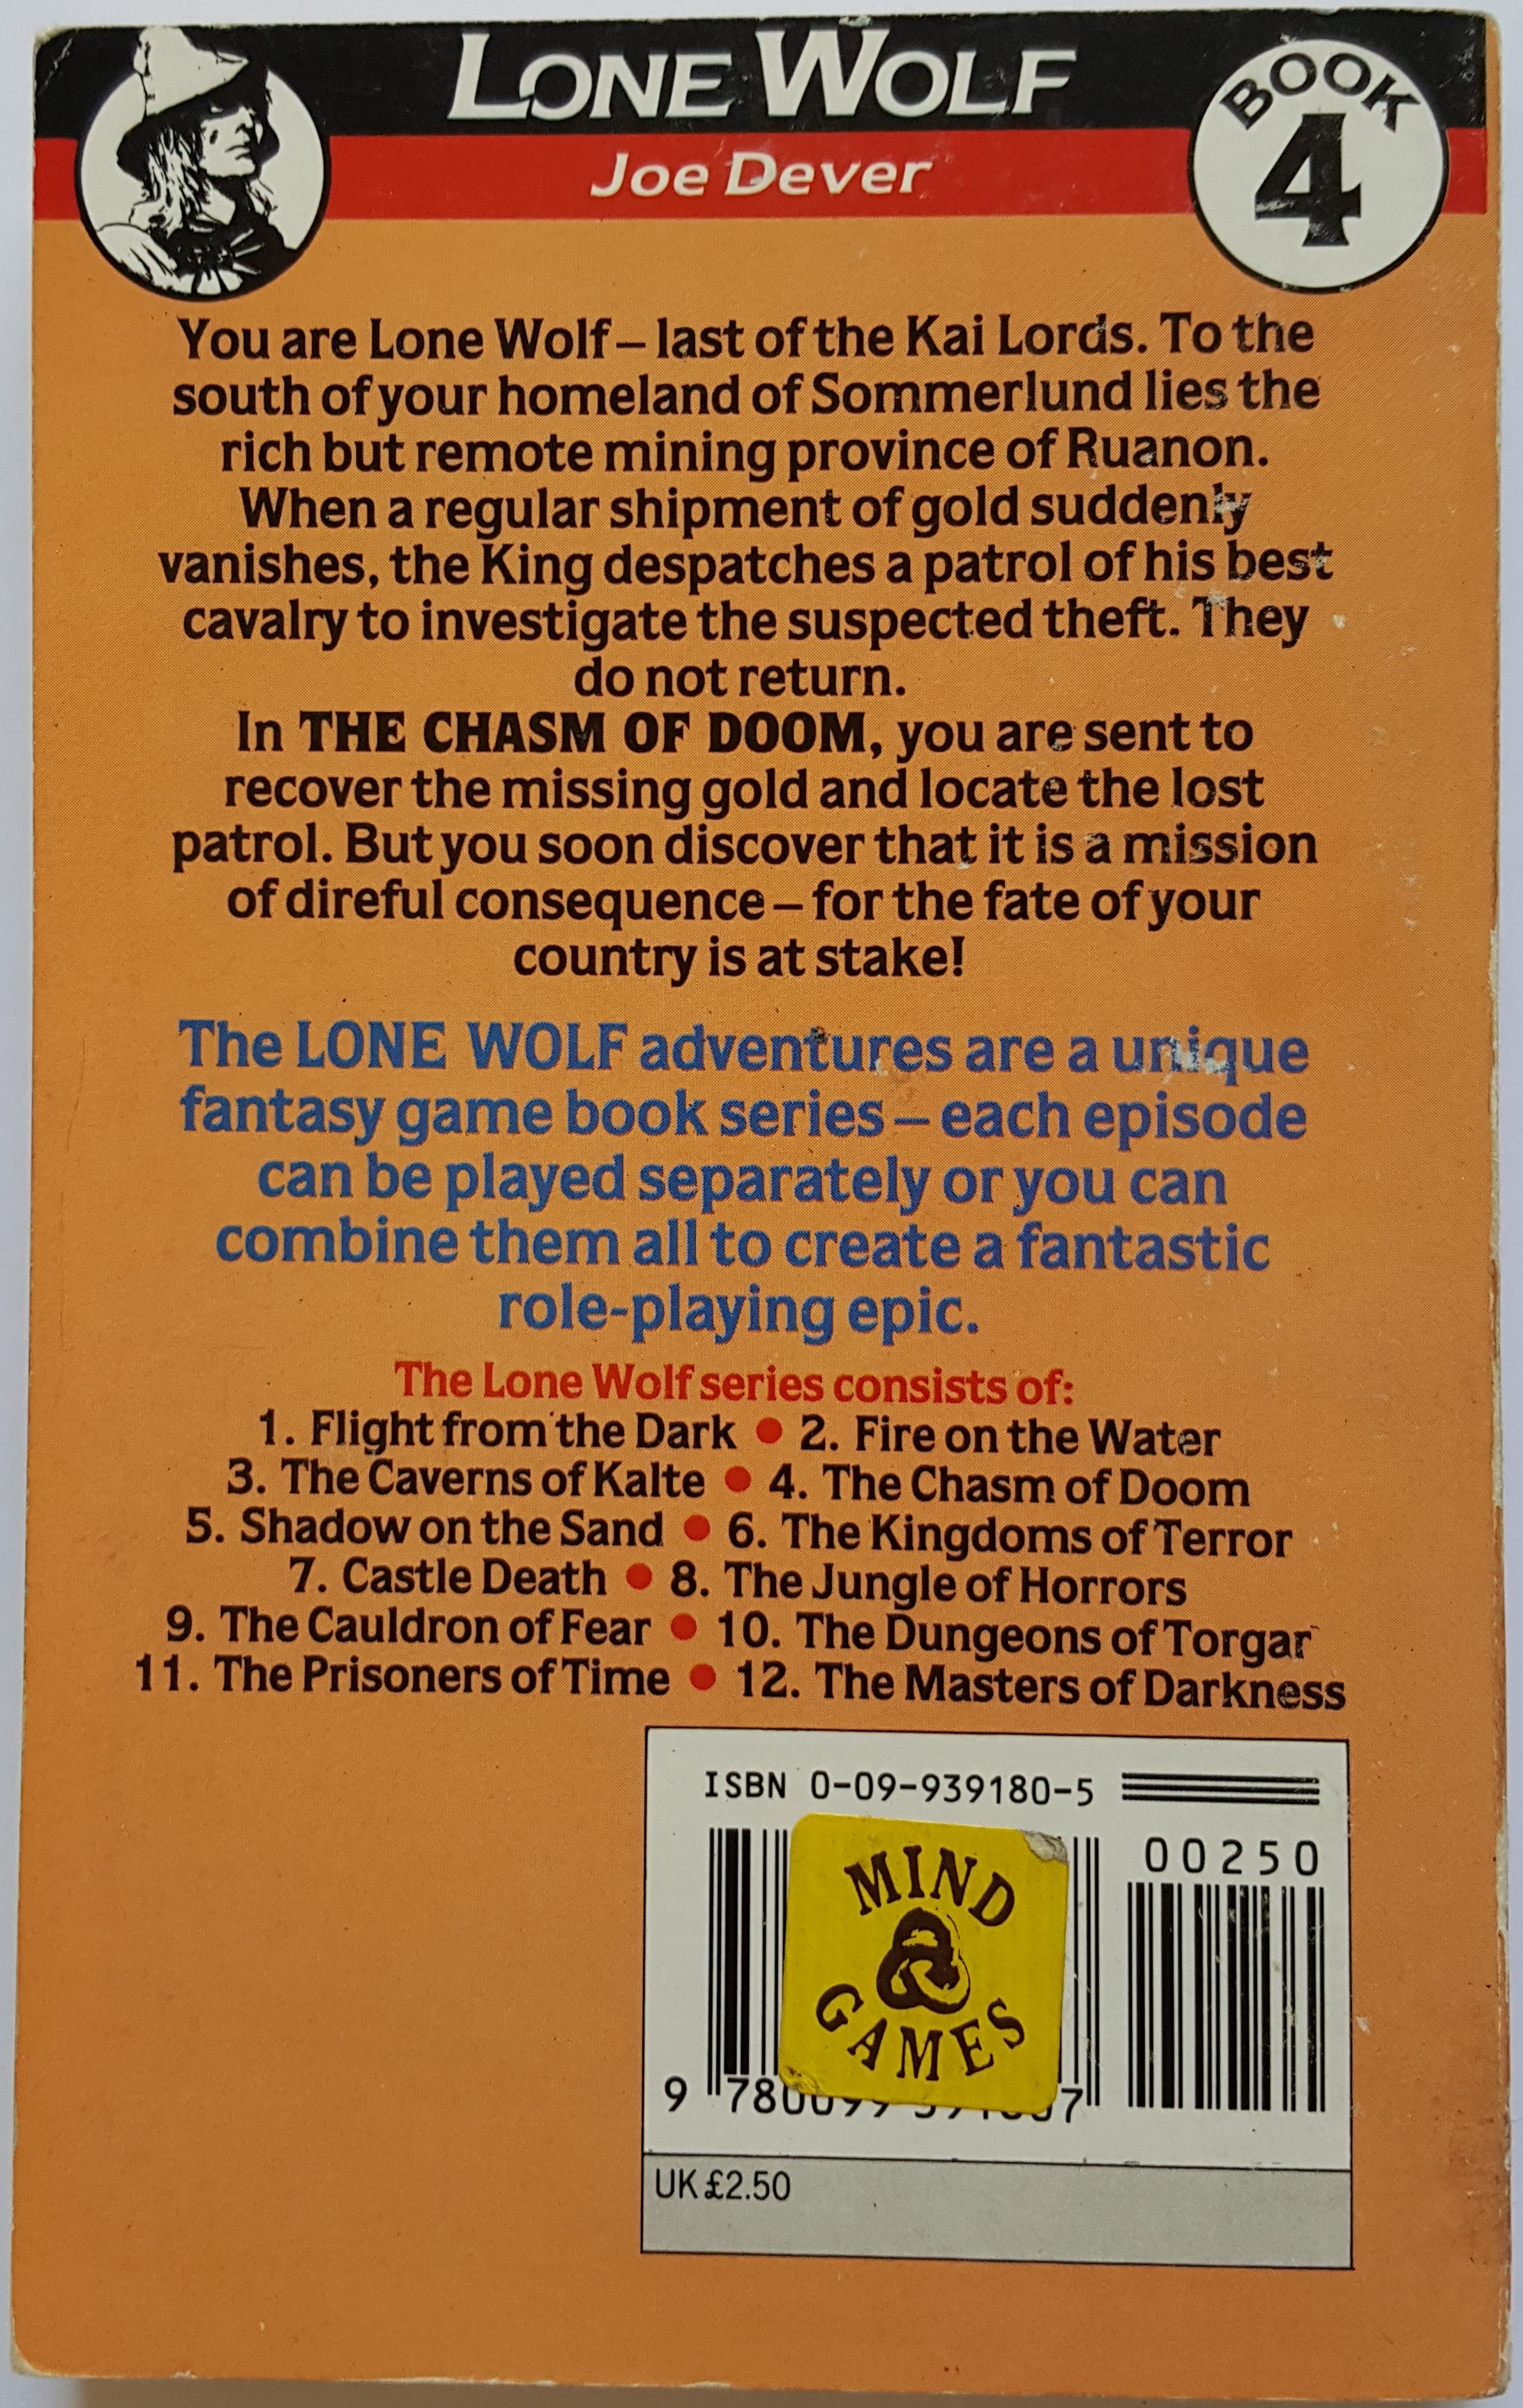 LONE WOLF
Joe Dever
BOOK
4
You are Lone Wolf – last of the Kai Lords. To the
south of your homeland of Sommerlund lies the
rich but remote mining province of Ruanon.
When a regular shipment of gold suddenly
vanishes, the King despatches a patrol of his best
cavalry to investigate the suspected theft. They
do not return.
In THE CHASM OF DOOM, you are sent to
recover the missing gold and locate the lost
patrol. But you soon discover that it is a mission
of direful consequence – for the fate of your
country is at stake!
The LONE WOLF adventures are a unique
fantasy game book series – each episode
can be played separately or you can
combine them all to create a fantastic
role-playing epic.
The Lone Wolf series consists of:
1. Flight from the Dark ● 2. Fire on the Water
3. The Caverns of Kalte ● 4. The Chasm of Doom
5. Shadow on the Sand ● 6. The Kingdoms of Terror
7. Castle Death ● 8. The Jungle of Horrors
9. The Cauldron of Fear ● 10. The Dungeons of Torgar
11. The Prisoners of Time ● 12. The Masters of Darkness
ISBN 0-09-939180-5
00250
MIND
GAMES
9
UK £2.50